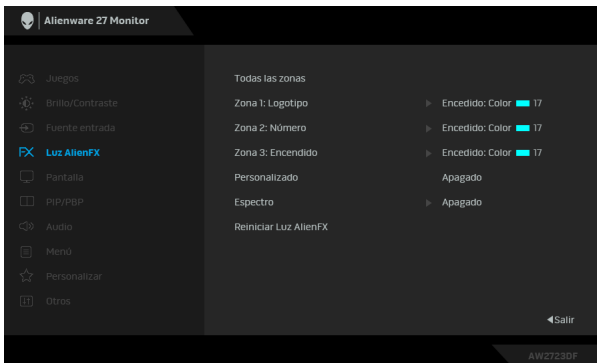 Alienware 27 Monitor
Juegos
Todas las zonas
Brillo/Contraste
Zona 1: Logotipo
Encedido: Color 17
Fuente entrada
Zona 2: Número
Encedido: Color 17
FX Luz AlienFX
Zona 3: Encendido
Encedido: Color 17
Pantalla
Personalizado
Apagado
PIP/PBP
Espectro
Apagado
Audio
Reiniciar Luz AlienFX
Menú
Personalizar
Otros
Salir
AW2723DF